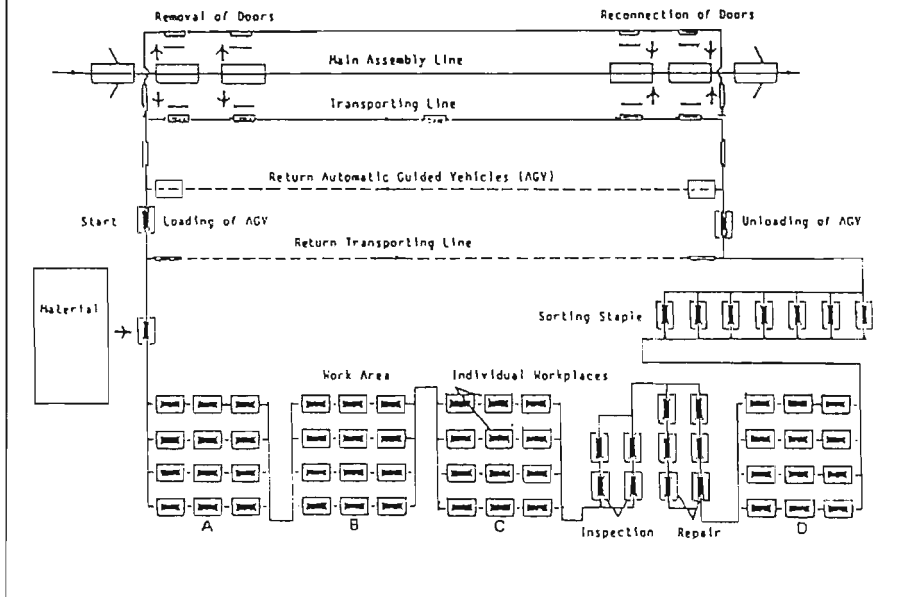 Removal of Doors
Reconnection of Doors
Main Assembly Line
Transporting Line
Return Automatic Guided Vehicles (AGV)
Start
Loading of AGV
Unloading of AGV
Return Transporting Line
Material
Sorting Staple
Work Area
Individual Workplaces
A
B
C
D
Inspection
Repair